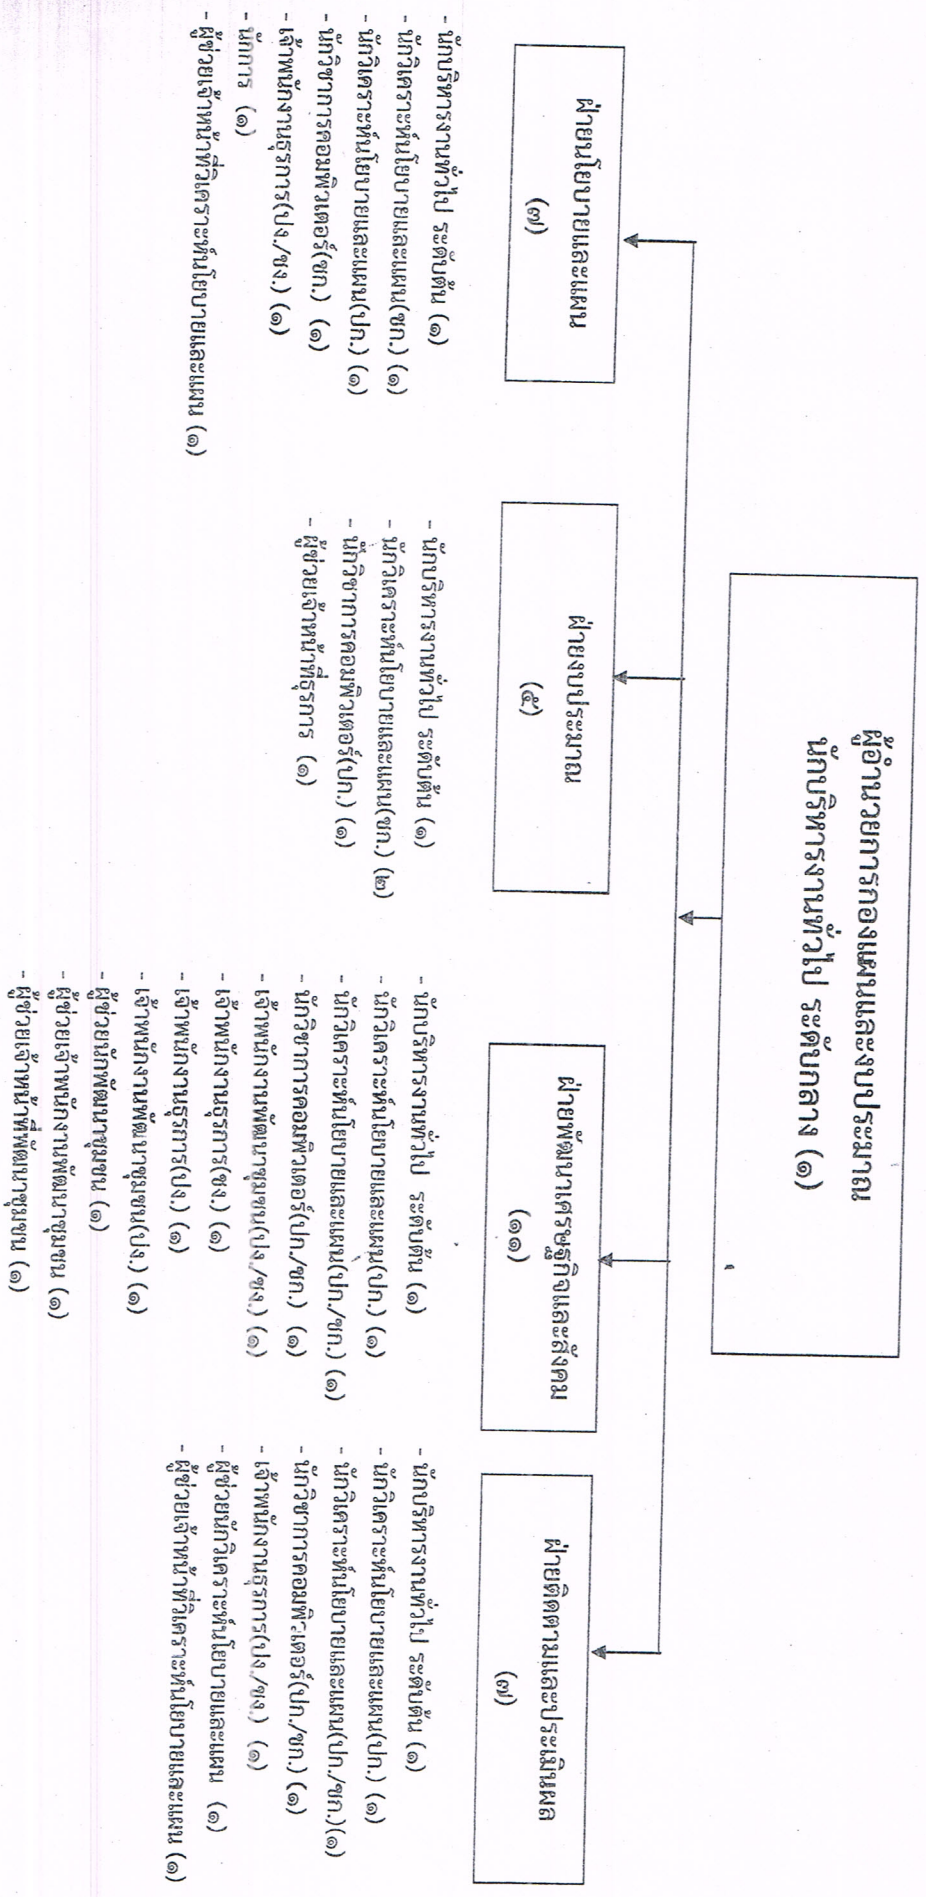 ผู้อำนวยการกองแผนและงบประมาณ
นักบริหารงานทั่วไป ระดับกลาง (๑)
ฝ่ายนโยบายและแผน
(๗)
- นักบริหารงานทั่วไป ระดับต้น (๑)
- นักวิเคราะห์นโยบายและแผน(ชก.) (๑)
- นักวิเคราะห์นโยบายและแผน(ปก.) (๑)
- นักวิชาการคอมพิวเตอร์(ชก.) (๑)
- เจ้าพนักงานธุรการ(ปง./ชง.) (๑)
- นักการ (๑)
- ผู้ช่วยเจ้าหน้าที่วิเคราะห์นโยบายและแผน (๑)
ฝ่ายงบประมาณ
(๕)
- นักบริหารงานทั่วไป ระดับต้น (๑)
- นักวิเคราะห์นโยบายและแผน(ชก.) (๒)
- นักวิชาการคอมพิวเตอร์(ปก.) (๑)
- ผู้ช่วยเจ้าหน้าที่ธุรการ (๑)
ฝ่ายพัฒนาเศรษฐกิจและสังคม
(๑๑)
- นักบริหารงานทั่วไป ระดับต้น (๑)
- นักวิเคราะห์นโยบายและแผน(ปก.) (๑)
- นักวิเคราะห์นโยบายและแผน(ปก./ชก.) (๑)
- นักวิชาการคอมพิวเตอร์(ปก./ชก.) (๑)
- เจ้าพนักงานพัฒนาชุมชน(ปง./ชง.) (๑)
- เจ้าพนักงานธุรการ(ชง.) (๑)
- เจ้าพนักงานธุรการ(ปง.) (๑)
- เจ้าพนักงานพัฒนาชุมชน(ปง.) (๑)
- ผู้ช่วยนักพัฒนาชุมชน (๑)
- ผู้ช่วยเจ้าพนักงานพัฒนาชุมชน (๑)
- ผู้ช่วยเจ้าหน้าที่พัฒนาชุมชน (๑)
ฝ่ายติดตามและประเมินผล
(๗)
- นักบริหารงานทั่วไป ระดับต้น (๑)
- นักวิเคราะห์นโยบายและแผน(ปก.) (๑)
- นักวิเคราะห์นโยบายและแผน(ปก./ชก.)(๑)
- นักวิชาการคอมพิวเตอร์(ปก./ชก.) (๑)
- เจ้าพนักงานธุรการ(ปง./ชง.) (๑)
- ผู้ช่วยนักวิเคราะห์นโยบายและแผน (๑)
- ผู้ช่วยเจ้าหน้าที่วิเคราะห์นโยบายและแผน (๑)